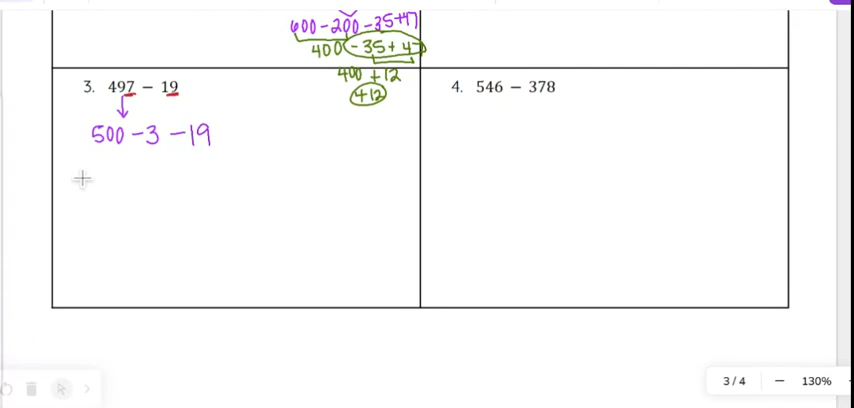 600 - 200 - 35 + 47
400 - 35 + 47
400 + 12
412
3. 497 - 19
500 - 3 - 19
4. 546 - 378
3 / 4 - 130%